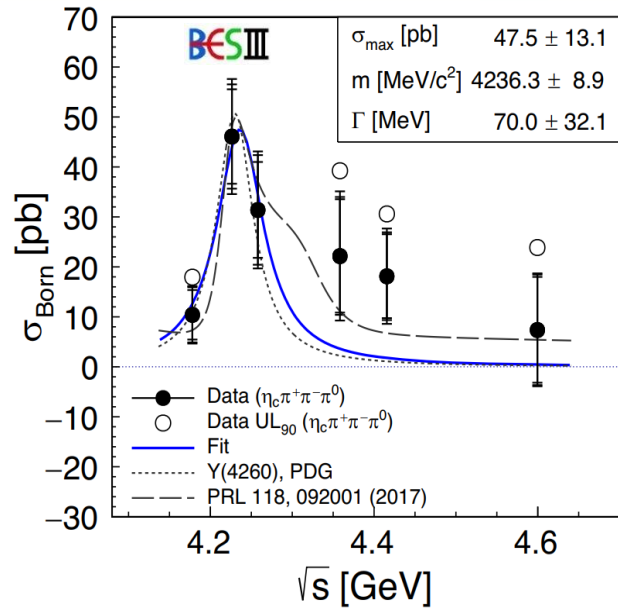 BESIII
σmax [pb] 47.5 ± 13.1
m [MeV/c²] 4236.3 ± 8.9
Γ [MeV] 70.0 ± 32.1
σBorn [pb]
70
60
50
40
30
20
10
0
−10
−20
−30
Data (ηcπ⁺π⁻π⁰)
Data UL₉₀ (ηcπ⁺π⁻π⁰)
Fit
Y(4260), PDG
PRL 118, 092001 (2017)
4.2 4.4 4.6
√s [GeV]